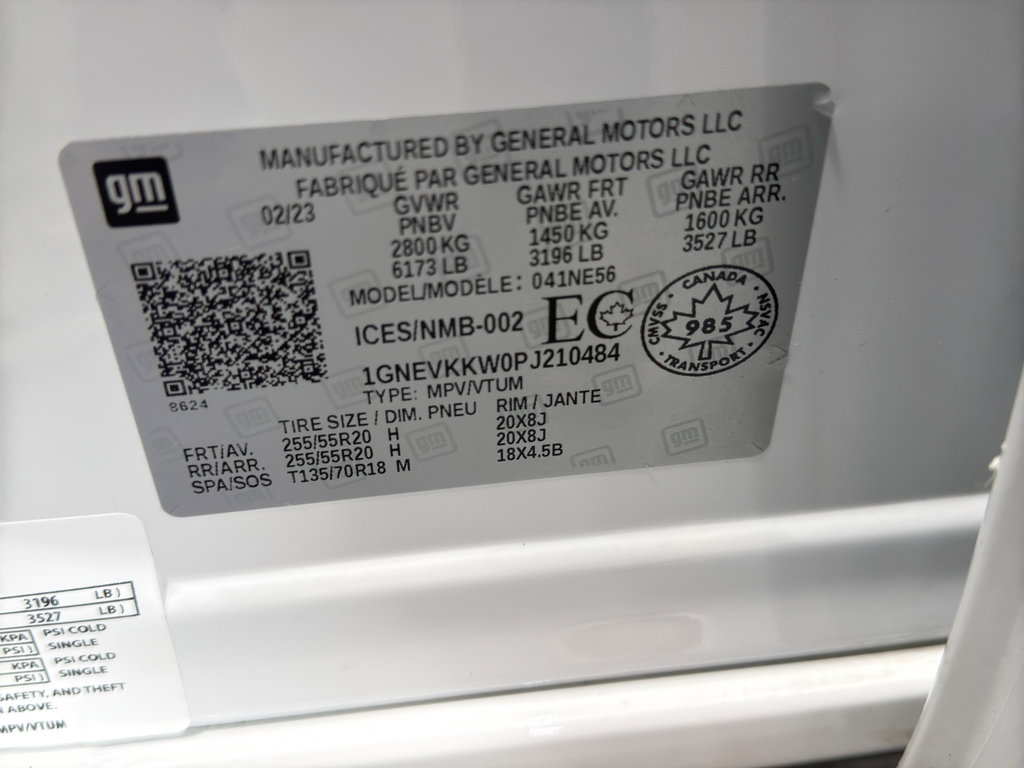 gm
MANUFACTURED BY GENERAL MOTORS LLC
FABRIQUÉ PAR GENERAL MOTORS LLC
02/23
GVWR
PNBV
2800 KG
6173 LB
GAWR FRT
PNBE AV.
1450 KG
3196 LB
GAWR RR
PNBE ARR.
1600 KG
3527 LB
MODEL/MODÈLE: 041NE56
ICES/NMB-002
EC
CANADA
CMVSS
985
NSVAC
TRANSPORT
1GNEVKKW0PJ210484
TYPE: MPV/VTUM
8624
TIRE SIZE / DIM. PNEU RIM / JANTE
FRT/AV. 255/55R20 H 20X8J
RR/ARR. 255/55R20 H 20X8J
SPA/SOS T135/70R18 M 18X4.5B
3196 LB)
3527 LB)
KPA PSI COLD
PSI) SINGLE
KPA PSI COLD
PSI) SINGLE
SAFETY, AND THEFT
ABOVE.
MPV/VTUM